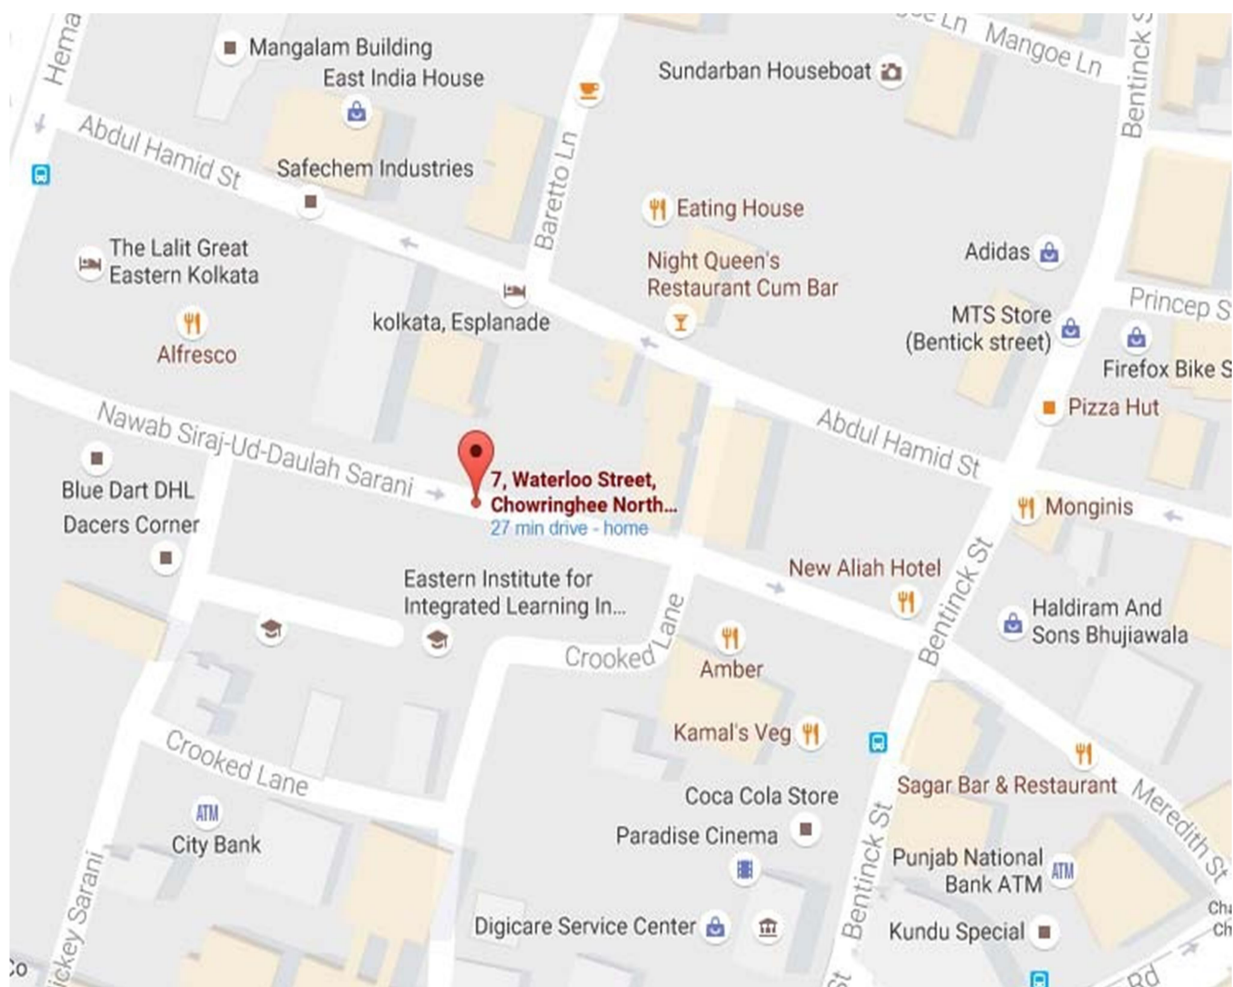 Hema
Mangalam Building
East India House
Abdul Hamid St
Safechem Industries
Baretto Ln
Sundarban Houseboat
Mangoe Ln
Bentinck
Eating House
Night Queen's
Restaurant Cum Bar
Adidas
Princep S
MTS Store
(Bentick street)
Firefox Bike S
Pizza Hut
The Lalit Great
Eastern Kolkata
Alfresco
kolkata, Esplanade
Abdul Hamid St
Monginis
Nawab Siraj-Ud-Daulah Sarani
7, Waterloo Street,
Chowringhee North...
27 min drive - home
Blue Dart DHL
Dacers Corner
Eastern Institute for
Integrated Learning In...
New Aliah Hotel
Bentinck St
Haldiram And
Sons Bhujiawala
Crooked Lane
Amber
Kamal's Veg
Crooked Lane
ATM
City Bank
Coca Cola Store
Paradise Cinema
Sagar Bar & Restaurant
Meredith St
Bentinck St
Punjab National
Bank ATM
ATM
Digicare Service Center
Kundu Special
ickey Sarani
Co
Rd
St
Cha
Ch